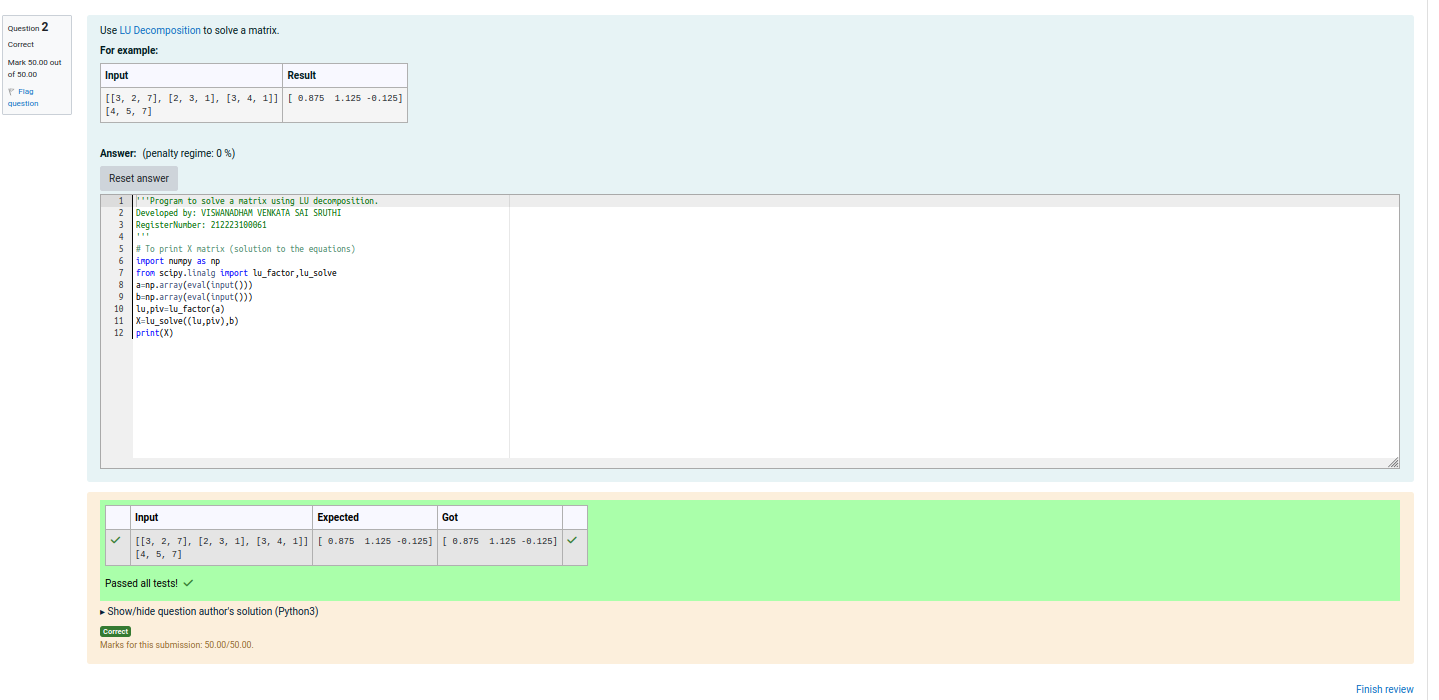 Question 2
Correct
Mark 50.00 out
of 50.00
Flag
question
Use LU Decomposition to solve a matrix.
For example:
Input Result
[[3, 2, 7], [2, 3, 1], [3, 4, 1]] [ 0.875  1.125 -0.125]
[4, 5, 7]
Answer: (penalty regime: 0 %)
Reset answer
1 '''Program to solve a matrix using LU decomposition.
2 Developed by: VISWANADHAM VENKATA SAI SRUTHI
3 RegisterNumber: 212223100061
4 '''
5 # To print X matrix (solution to the equations)
6 import numpy as np
7 from scipy.linalg import lu_factor,lu_solve
8 a=np.array(eval(input()))
9 b=np.array(eval(input()))
10 lu,piv=lu_factor(a)
11 X=lu_solve((lu,piv),b)
12 print(X)
Input Expected Got
[[3, 2, 7], [2, 3, 1], [3, 4, 1]] [ 0.875  1.125 -0.125] [ 0.875  1.125 -0.125]
[4, 5, 7]
Passed all tests!
Show/hide question author's solution (Python3)
Correct
Marks for this submission: 50.00/50.00.
Finish review